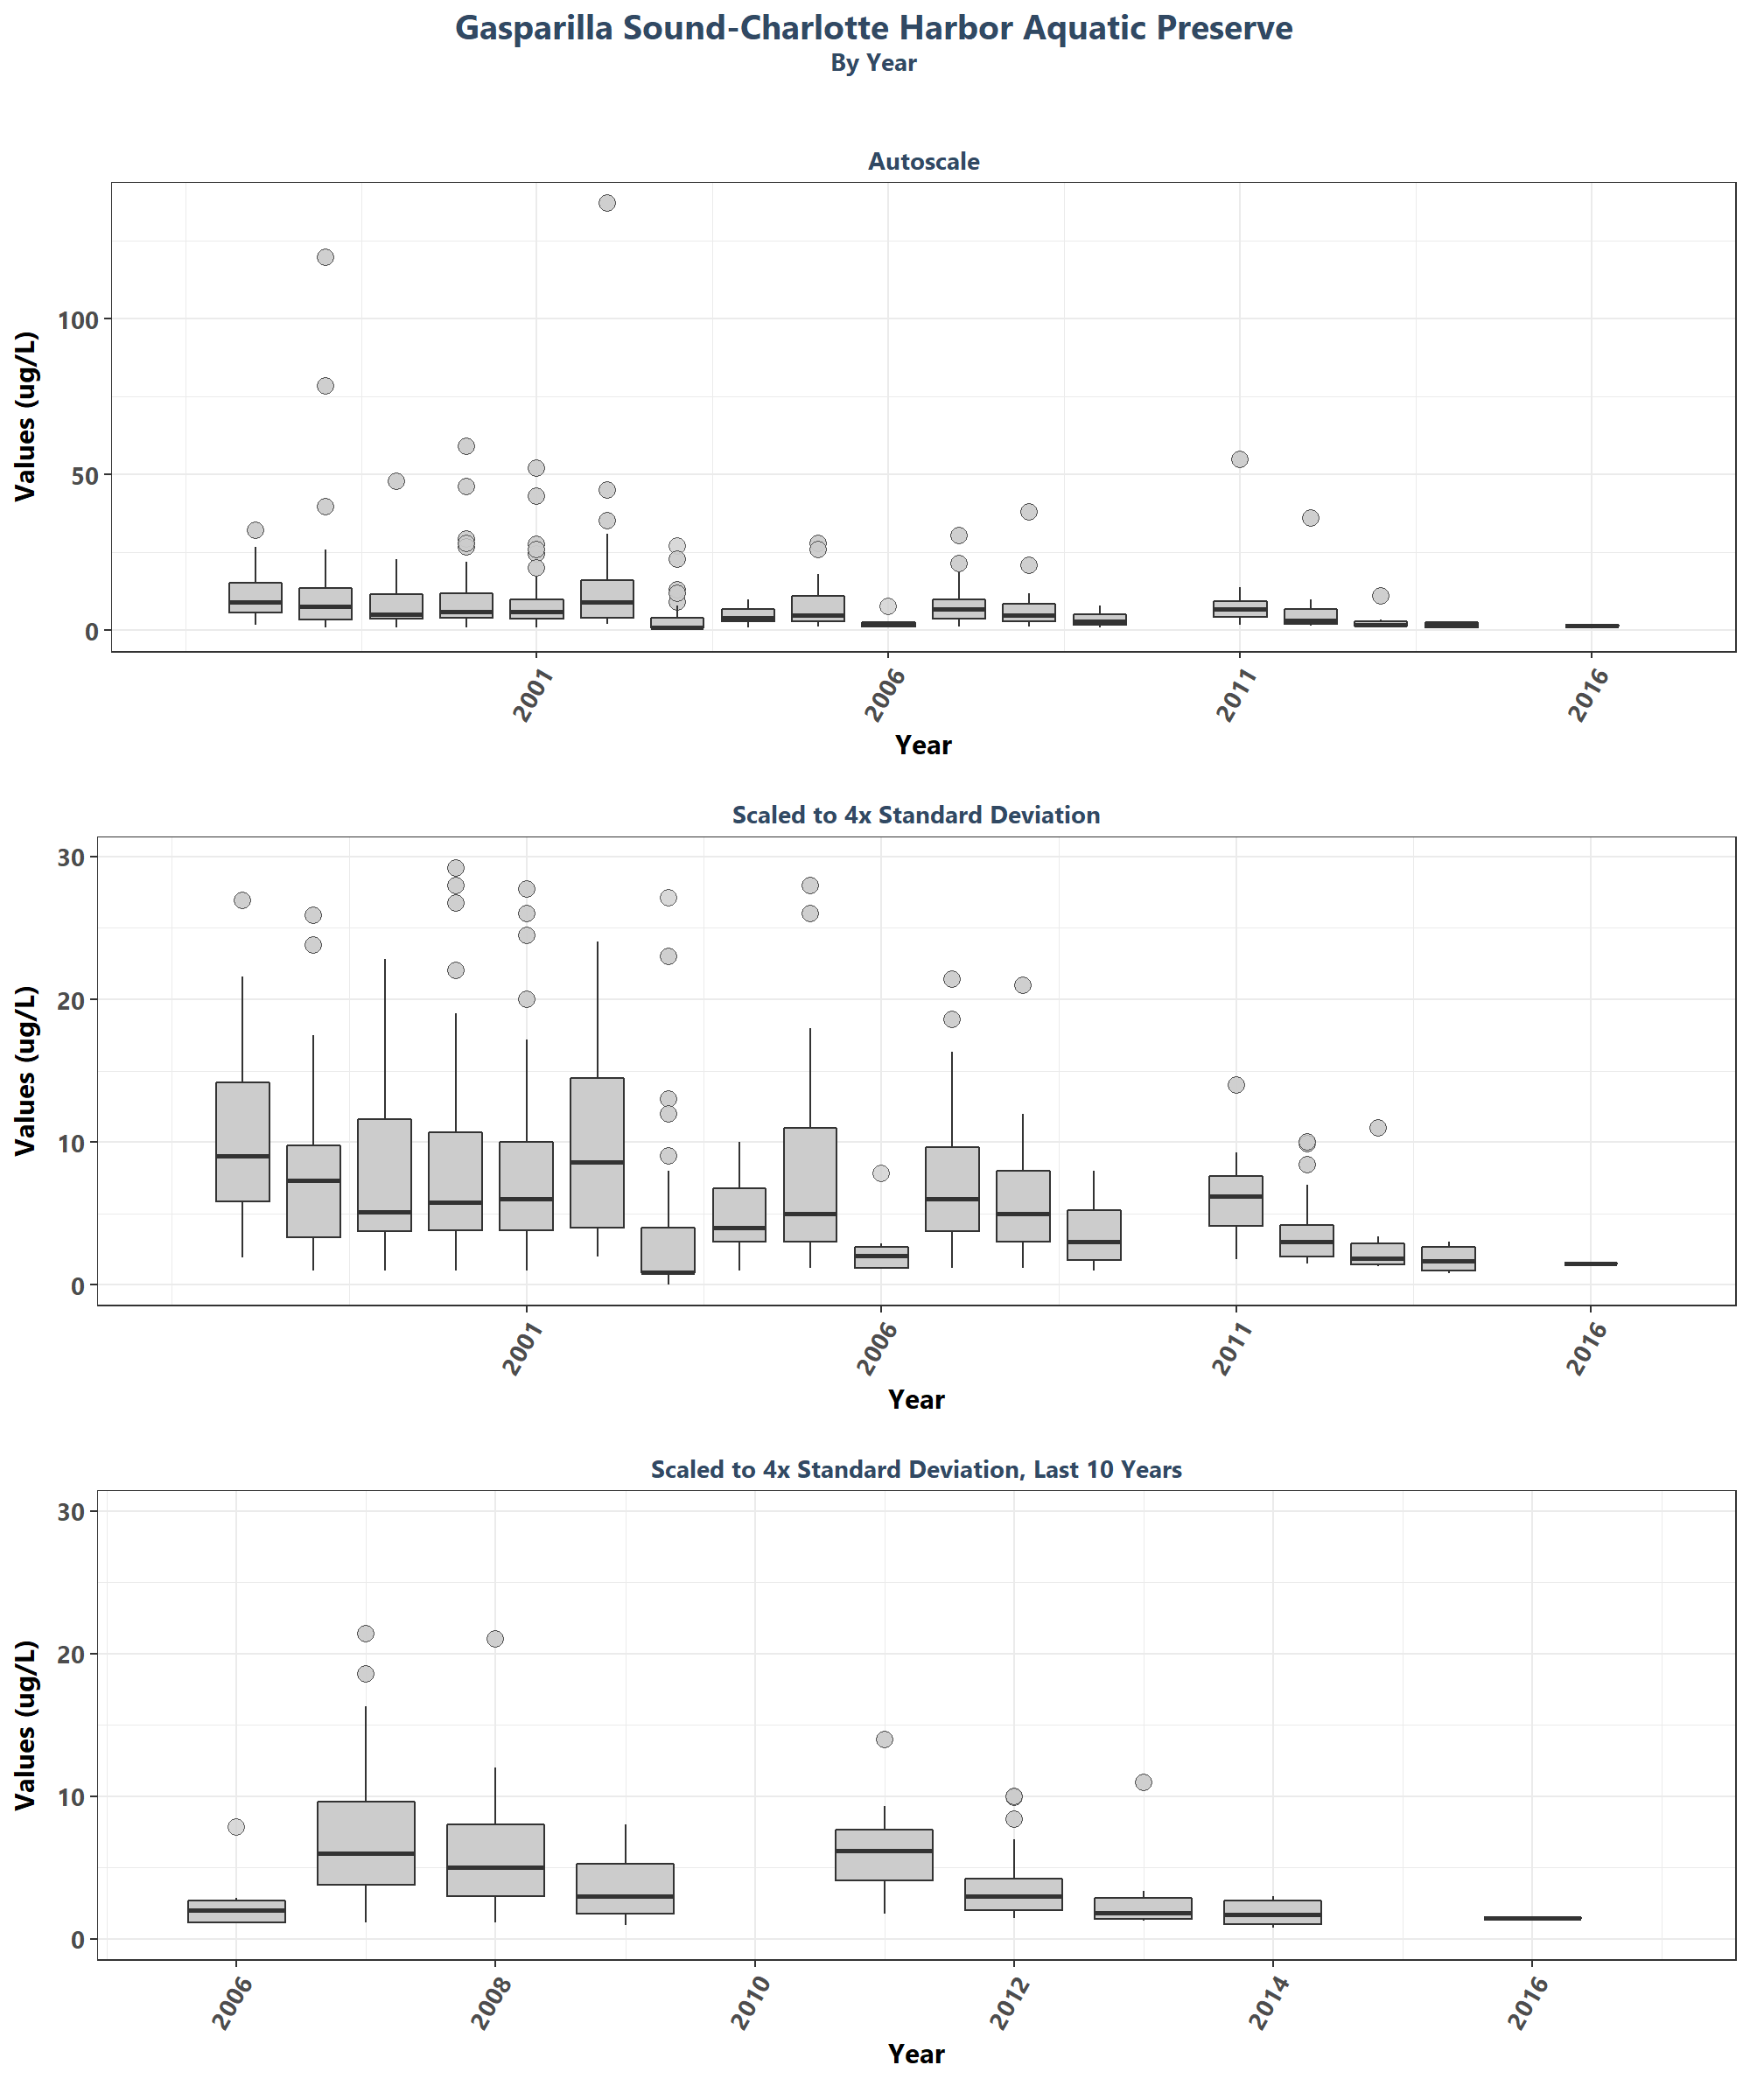 Gasparilla Sound-Charlotte Harbor Aquatic Preserve
By Year
Autoscale
Values (ug/L)
100
50
0
2001
2006
2011
2016
Year
Scaled to 4x Standard Deviation
Values (ug/L)
30
20
10
0
2001
2006
2011
2016
Year
Scaled to 4x Standard Deviation, Last 10 Years
Values (ug/L)
30
20
10
0
2006
2008
2010
2012
2014
2016
Year